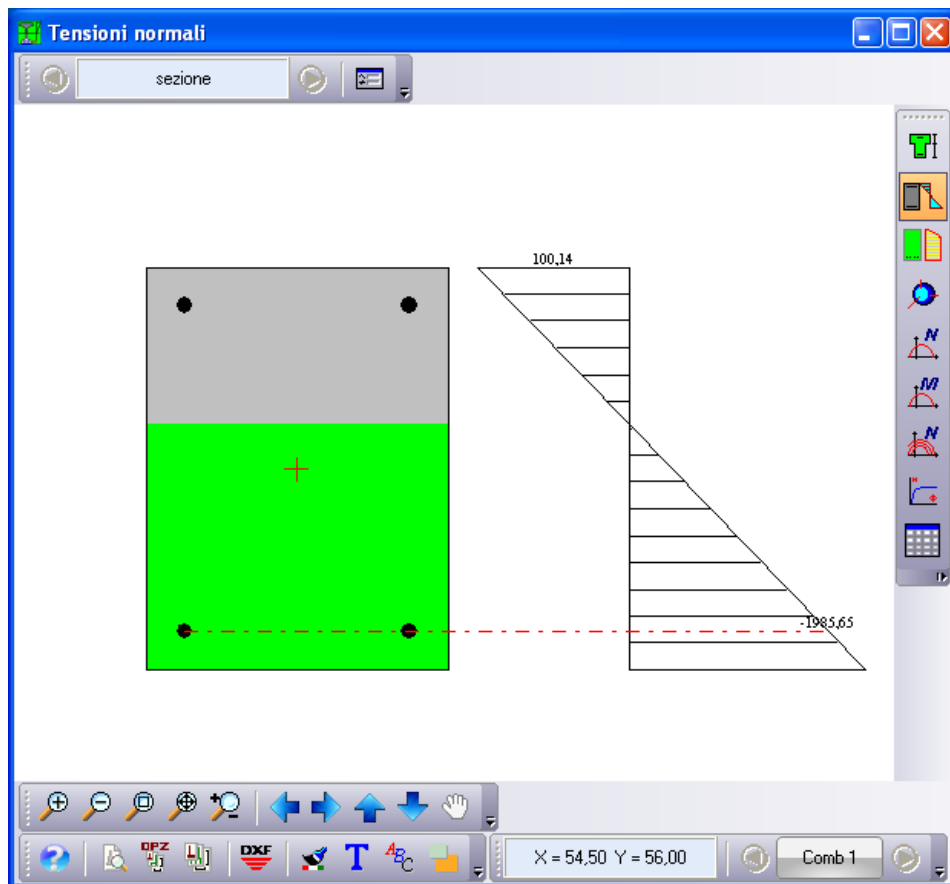 Tensioni normali
sezione
100,14
-1985,65
N
M
N
DPZ
DXF
T
ABC
X = 54,50 Y = 56,00
Comb 1